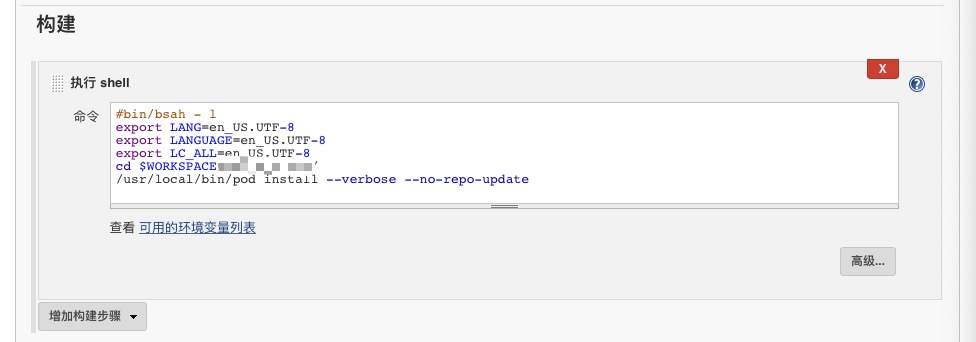 构建
X
执行 shell
命令
#bin/bsah - l
export LANG=en_US.UTF-8
export LANGUAGE=en_US.UTF-8
export LC_ALL=en_US.UTF-8
cd $WORKSPACE
/usr/local/bin/pod install --verbose --no-repo-update
查看 可用的环境变量列表
高级...
增加构建步骤